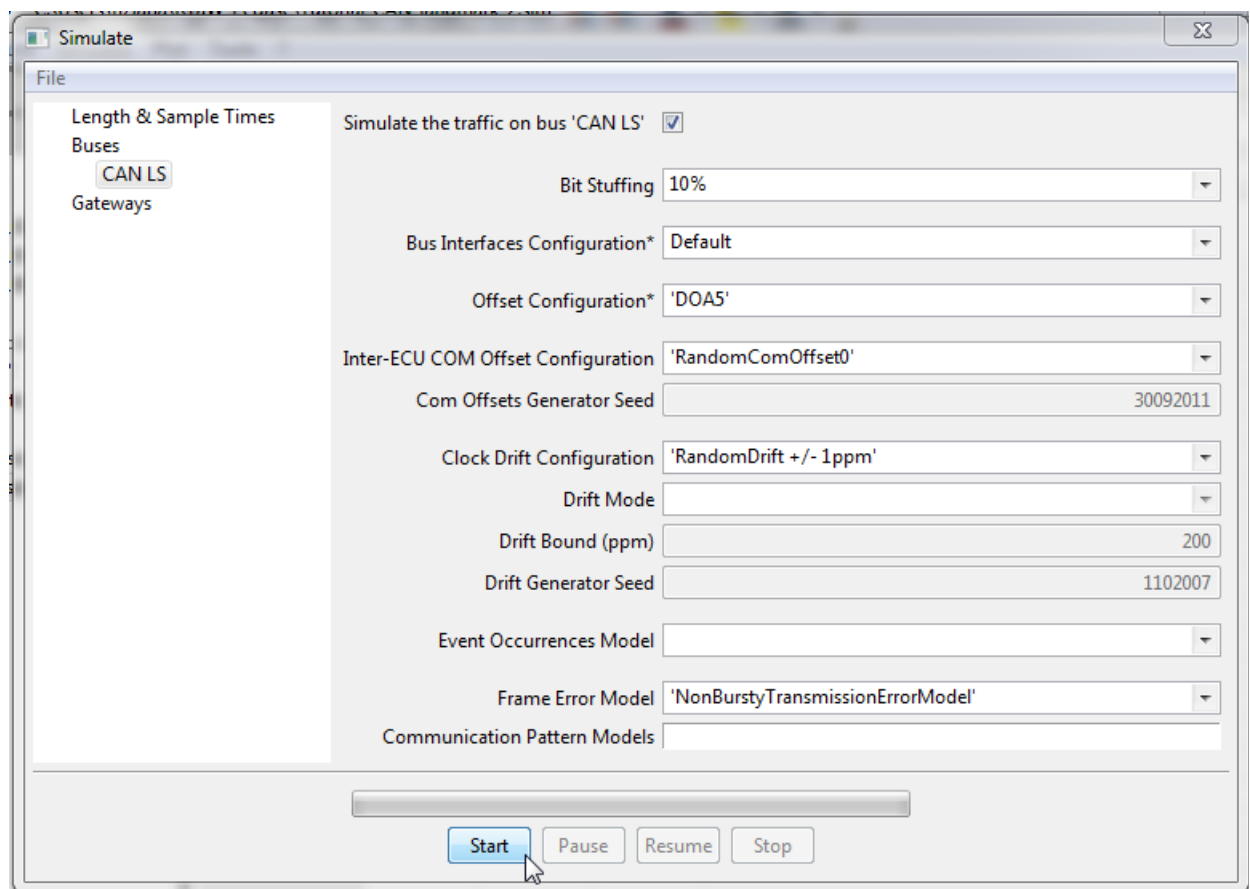 Simulate
File
Length & Sample Times
Buses
CAN LS
Gateways
Simulate the traffic on bus 'CAN LS'
Bit Stuffing 10%
Bus Interfaces Configuration* Default
Offset Configuration* 'DOA5'
Inter-ECU COM Offset Configuration 'RandomComOffset0'
Com Offsets Generator Seed 30092011
Clock Drift Configuration 'RandomDrift +/- 1ppm'
Drift Mode
Drift Bound (ppm) 200
Drift Generator Seed 1102007
Event Occurrences Model
Frame Error Model 'NonBurstyTransmissionErrorModel'
Communication Pattern Models
Start Pause Resume Stop